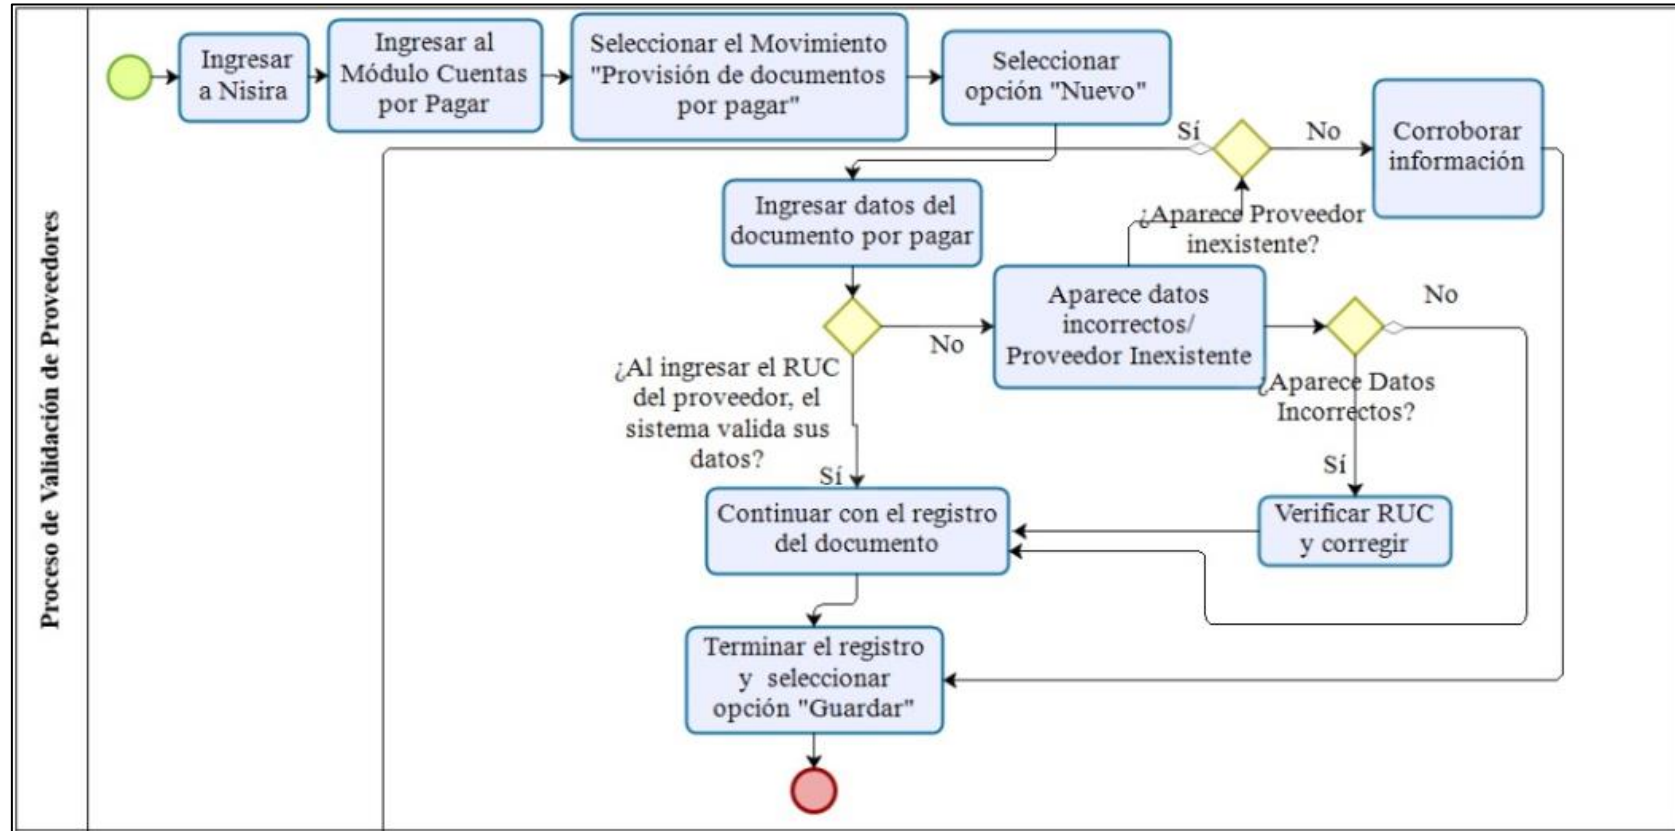 Proceso de Validación de Proveedores
Ingresar
a Nisira
Ingresar al
Módulo Cuentas
por Pagar
Seleccionar el Movimiento
"Provisión de documentos
por pagar"
Seleccionar
opción "Nuevo"
Sí
No
Corroborar
información
¿Aparece Proveedor
inexistente?
Ingresar datos del
documento por pagar
No
Aparece datos
incorrectos/
Proveedor Inexistente
No
¿Aparece Datos
Incorrectos?
¿Al ingresar el RUC
del proveedor, el
sistema valida sus
datos?
Sí
Sí
Continuar con el registro
del documento
Verificar RUC
y corregir
Terminar el registro
y seleccionar
opción "Guardar"